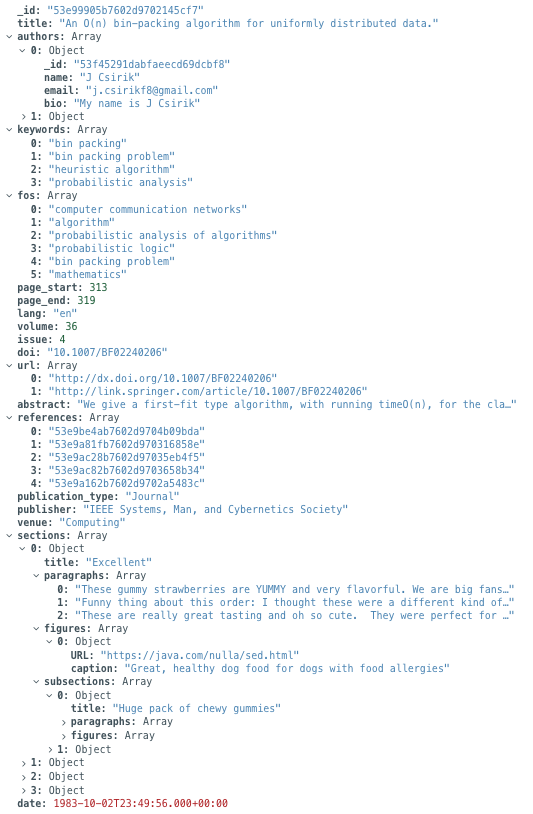 _id: "53e99905b7602d9702145cf7"
title: "An O(n) bin-packing algorithm for uniformly distributed data."
authors: Array
0: Object
_id: "53f45291dabfaeecd69dcbf8"
name: "J Csirik"
email: "j.csirikf8@gmail.com"
bio: "My name is J Csirik"
1: Object
keywords: Array
0: "bin packing"
1: "bin packing problem"
2: "heuristic algorithm"
3: "probabilistic analysis"
fos: Array
0: "computer communication networks"
1: "algorithm"
2: "probabilistic analysis of algorithms"
3: "probabilistic logic"
4: "bin packing problem"
5: "mathematics"
page_start: 313
page_end: 319
lang: "en"
volume: 36
issue: 4
doi: "10.1007/BF02240206"
url: Array
0: "http://dx.doi.org/10.1007/BF02240206"
1: "http://link.springer.com/article/10.1007/BF02240206"
abstract: "We give a first-fit type algorithm, with running timeO(n), for the cla…"
references: Array
0: "53e9be4ab7602d9704b09bda"
1: "53e9a81fb7602d970316858e"
2: "53e9ac28b7602d97035eb4f5"
3: "53e9ac82b7602d9703658b34"
4: "53e9a162b7602d9702a5483c"
publication_type: "Journal"
publisher: "IEEE Systems, Man, and Cybernetics Society"
venue: "Computing"
sections: Array
0: Object
title: "Excellent"
paragraphs: Array
0: "These gummy strawberries are YUMMY and very flavorful. We are big fans…"
1: "Funny thing about this order: I thought these were a different kind of…"
2: "These are really great tasting and oh so cute.  They were perfect for …"
figures: Array
0: Object
URL: "https://java.com/nulla/sed.html"
caption: "Great, healthy dog food for dogs with food allergies"
subsections: Array
0: Object
title: "Huge pack of chewy gummies"
paragraphs: Array
figures: Array
1: Object
1: Object
2: Object
3: Object
date: 1983-10-02T23:49:56.000+00:00